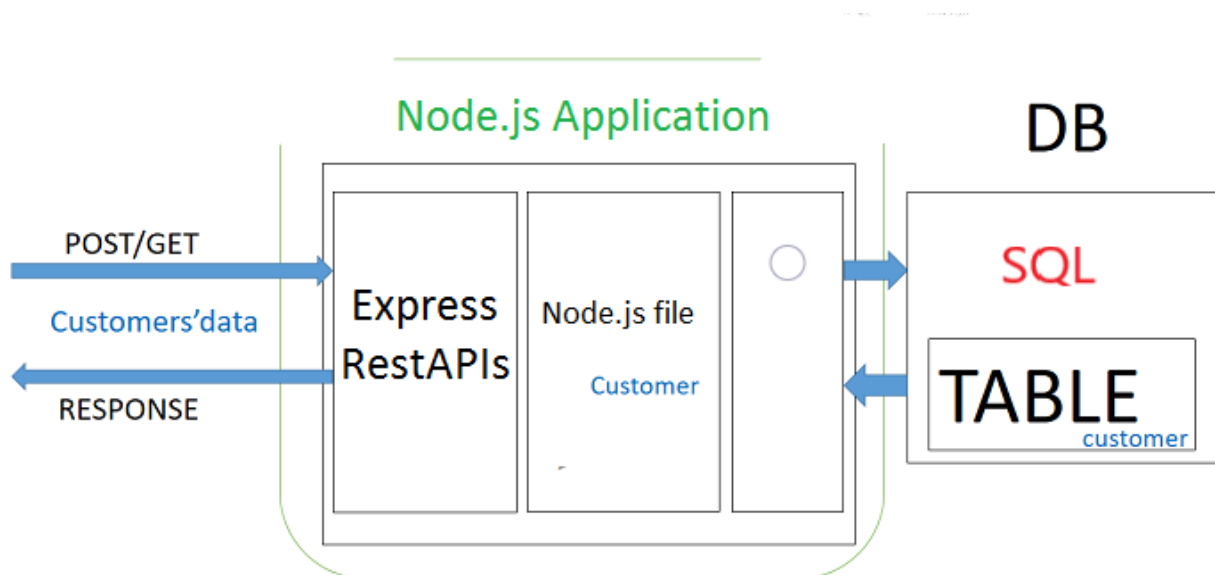 Node.js Application
DB
POST/GET
Customers’data
RESPONSE
Express
RestAPIs
Node.js file
Customer
SQL
TABLE
customer